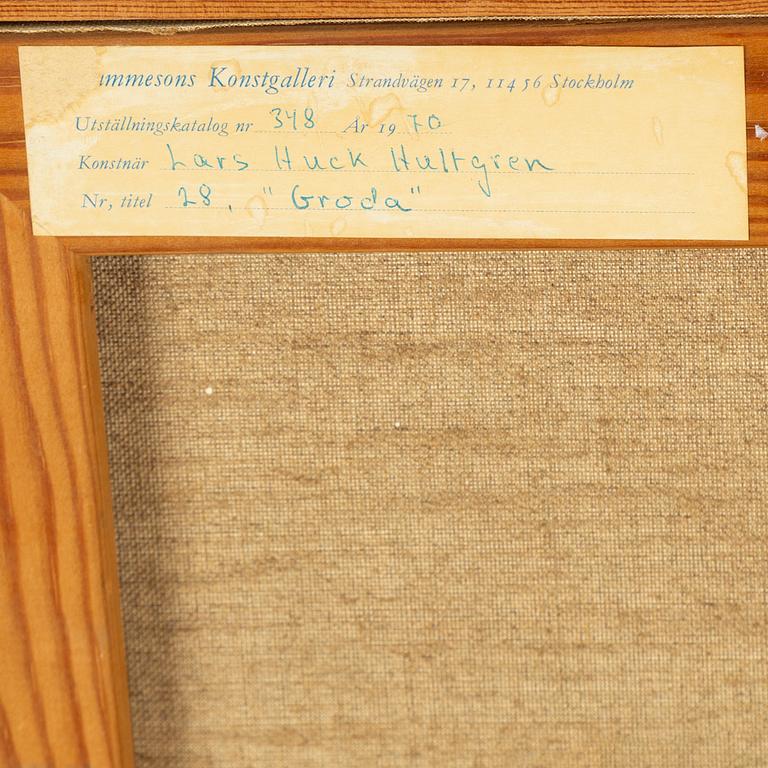 ummesons Konstgalleri Strandvägen 17, 114 56 Stockholm
Utställningskatalog nr 348 År 1970
Konstnär Lars Huck Hultgren
Nr, titel 28, "Groda"